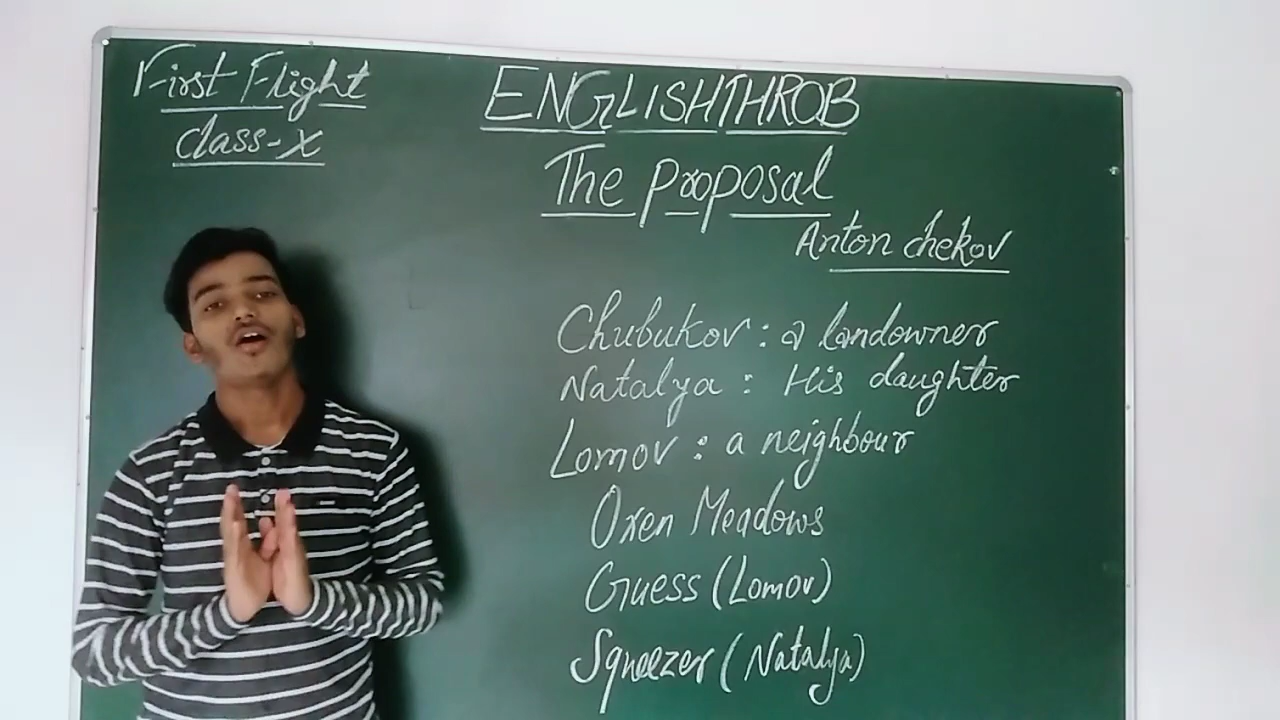 First Flight
class-X
ENGLISHTHROB
The proposal
Anton chekov
Chubukov : a landowner
Natalya : His daughter
Lomov : a neighbour
Oxen Meadows
Guess (Lomov)
Squeezer (Natalya)